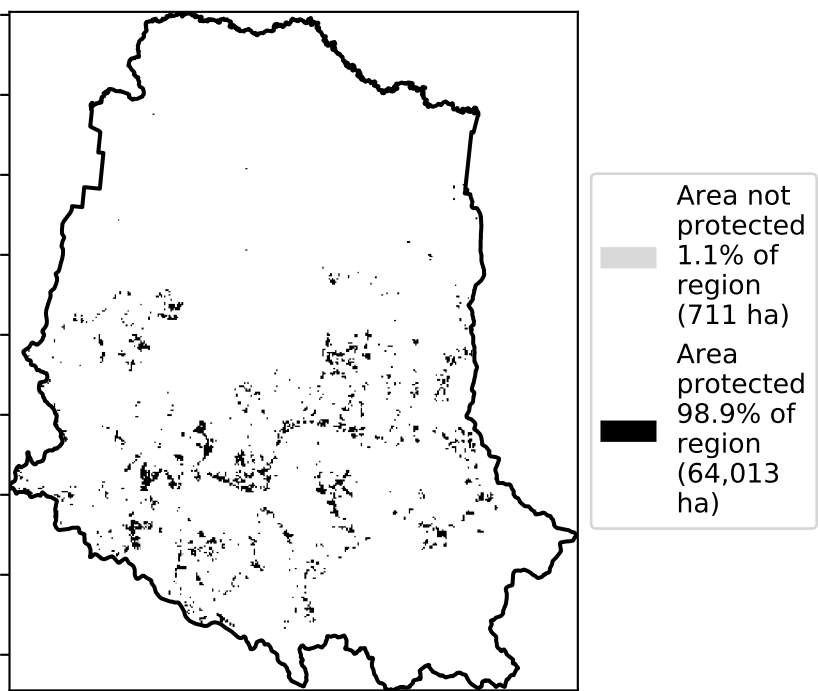 Area not
protected
1.1% of
region
(711 ha)
Area
protected
98.9% of
region
(64,013
ha)